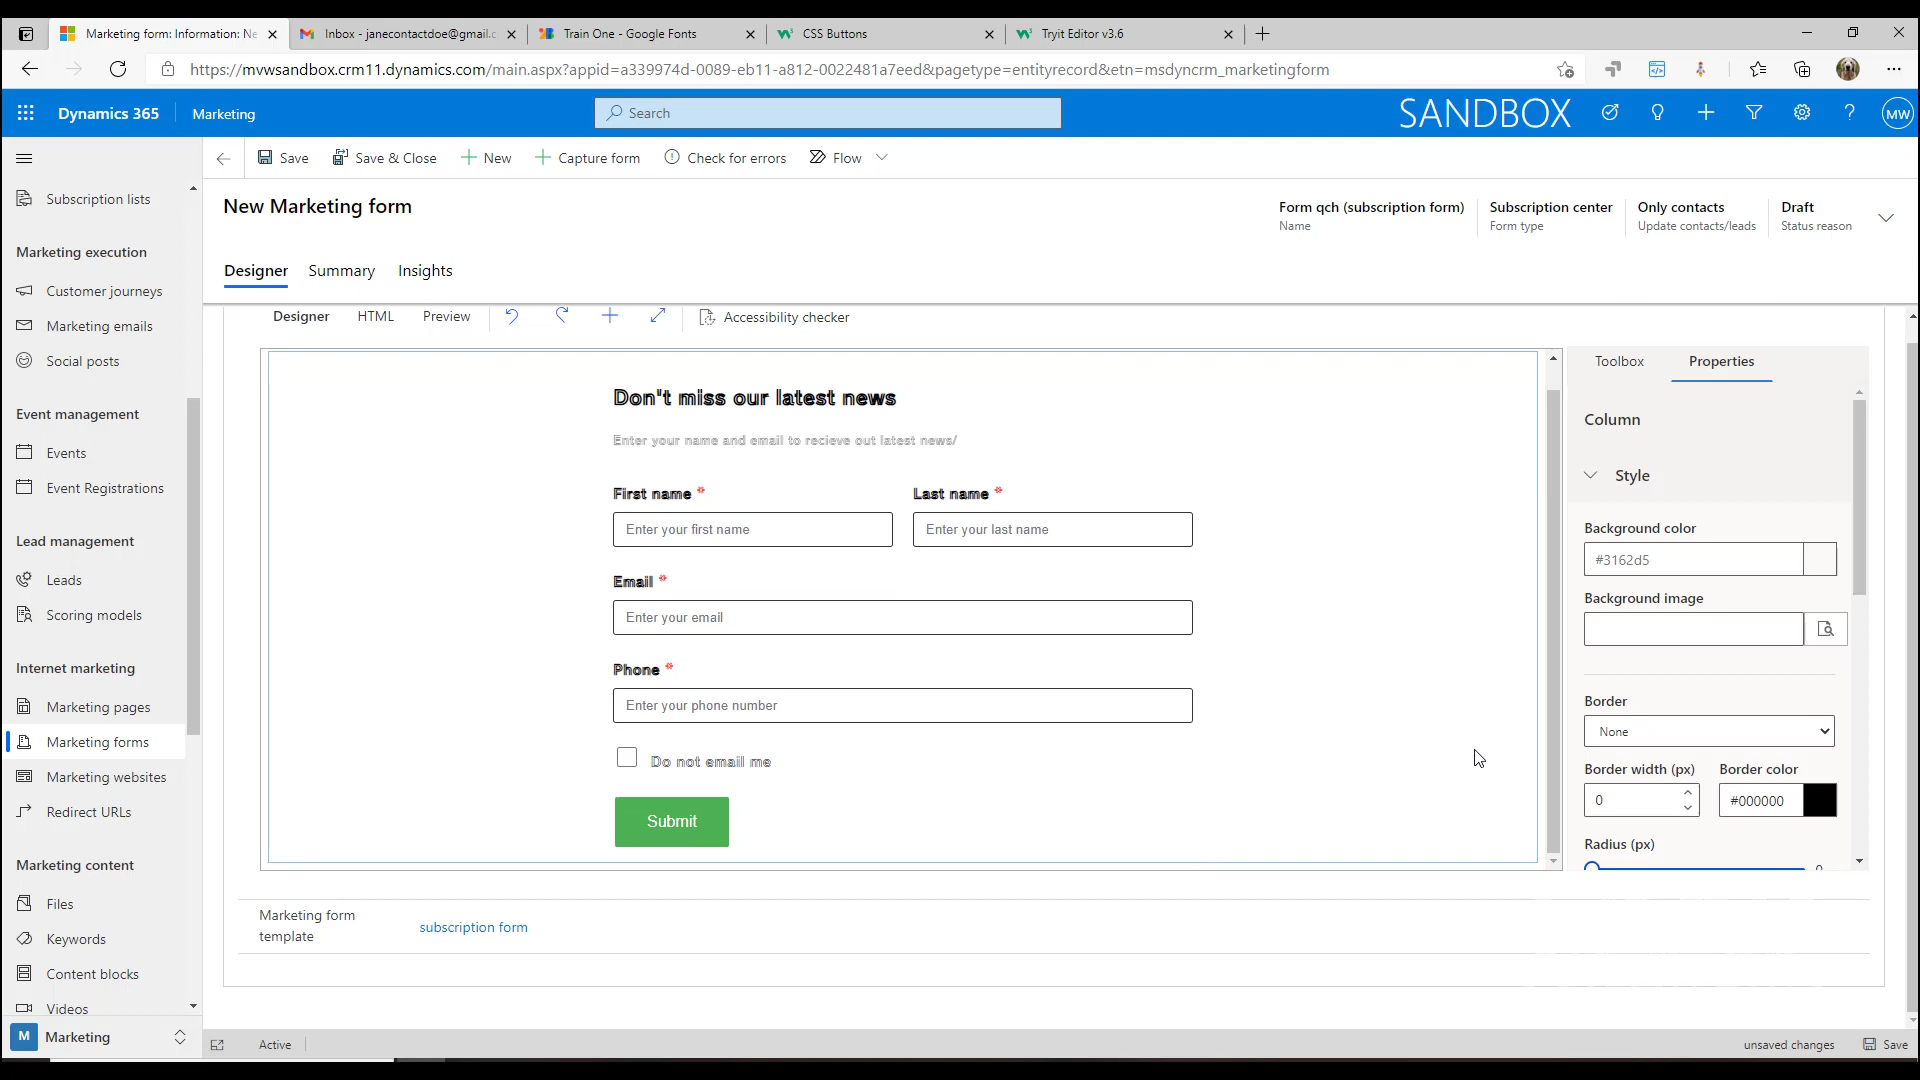 Marketing form: Information: Ne
Inbox - janecontactdoe@gmail.c
Train One - Google Fonts
CSS Buttons
Tryit Editor v3.6
https://mvwsandbox.crm11.dynamics.com/main.aspx?appid=a339974d-0089-eb11-a812-0022481a7eed&pagetype=entityrecord&etn=msdyncrm_marketingform
Dynamics 365
Marketing
Search
SANDBOX
MW
Save
Save & Close
New
Capture form
Check for errors
Flow
Subscription lists
Marketing execution
Customer journeys
Marketing emails
Social posts
Event management
Events
Event Registrations
Lead management
Leads
Scoring models
Internet marketing
Marketing pages
Marketing forms
Marketing websites
Redirect URLs
Marketing content
Files
Keywords
Content blocks
Videos
M
Marketing
New Marketing form
Form qch (subscription form)
Name
Subscription center
Form type
Only contacts
Update contacts/leads
Draft
Status reason
Designer
Summary
Insights
Designer
HTML
Preview
Accessibility checker
Don't miss our latest news
Enter your name and email to recieve out latest news/
First name *
Last name *
Enter your first name
Enter your last name
Email *
Enter your email
Phone *
Enter your phone number
Do not email me
Submit
Toolbox
Properties
Column
Style
Background color
#3162d5
Background image
Border
None
Border width (px)
Border color
0
#000000
Radius (px)
0
Marketing form
template
subscription form
Active
unsaved changes
Save